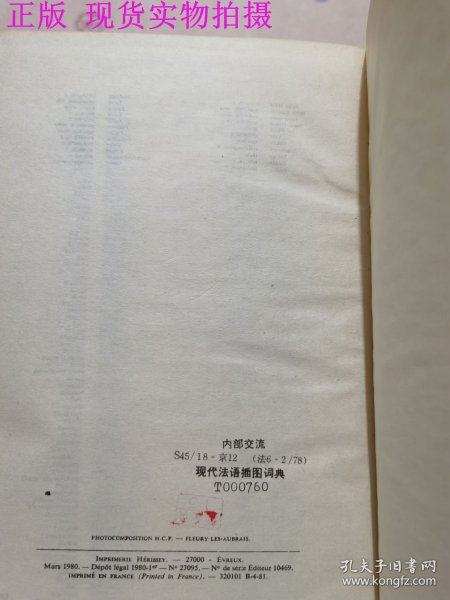 正版 现货实物拍摄
内部交流
S45/18-京12 (法6-2/78)
现代法语插图词典
T000760
PHOTOCOMPOSITION M.C.P. — FLEURY-LES-AUBRAIS.
IMPRIMERIE HÉRISSEY. — 27000 - ÉVREUX.
Mars 1980. — Dépôt légal 1980-1er — N° 27095. — N° de série Éditeur 10469.
IMPRIMÉ EN FRANCE (Printed in France). — 320101 B-4-81.
孔夫子旧书网
www.kongfz.com